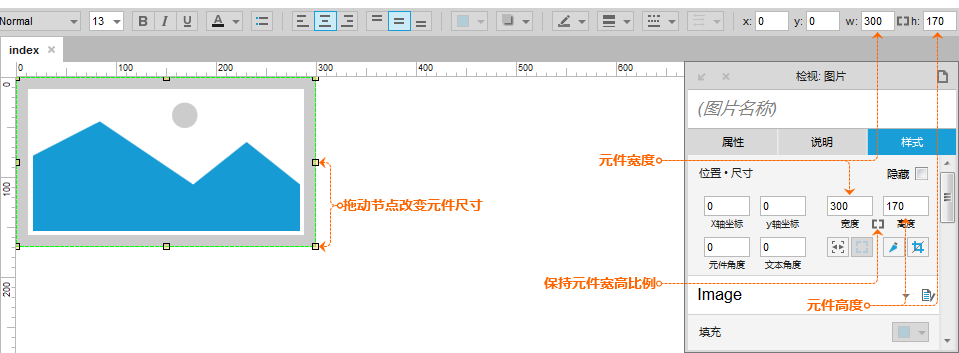 Normal 13 B I U A x: 0 y: 0 w: 300 h: 170
index
0 100 200 300 400 500 600
0
100
200
检视: 图片
(图片名称)
属性 说明 样式
元件宽度
位置 • 尺寸 隐藏
拖动节点改变元件尺寸
0 0 300 170
X轴坐标 y轴坐标 宽度 高度
0 0
元件角度 文本角度
保持元件宽高比例
Image
元件高度
填充